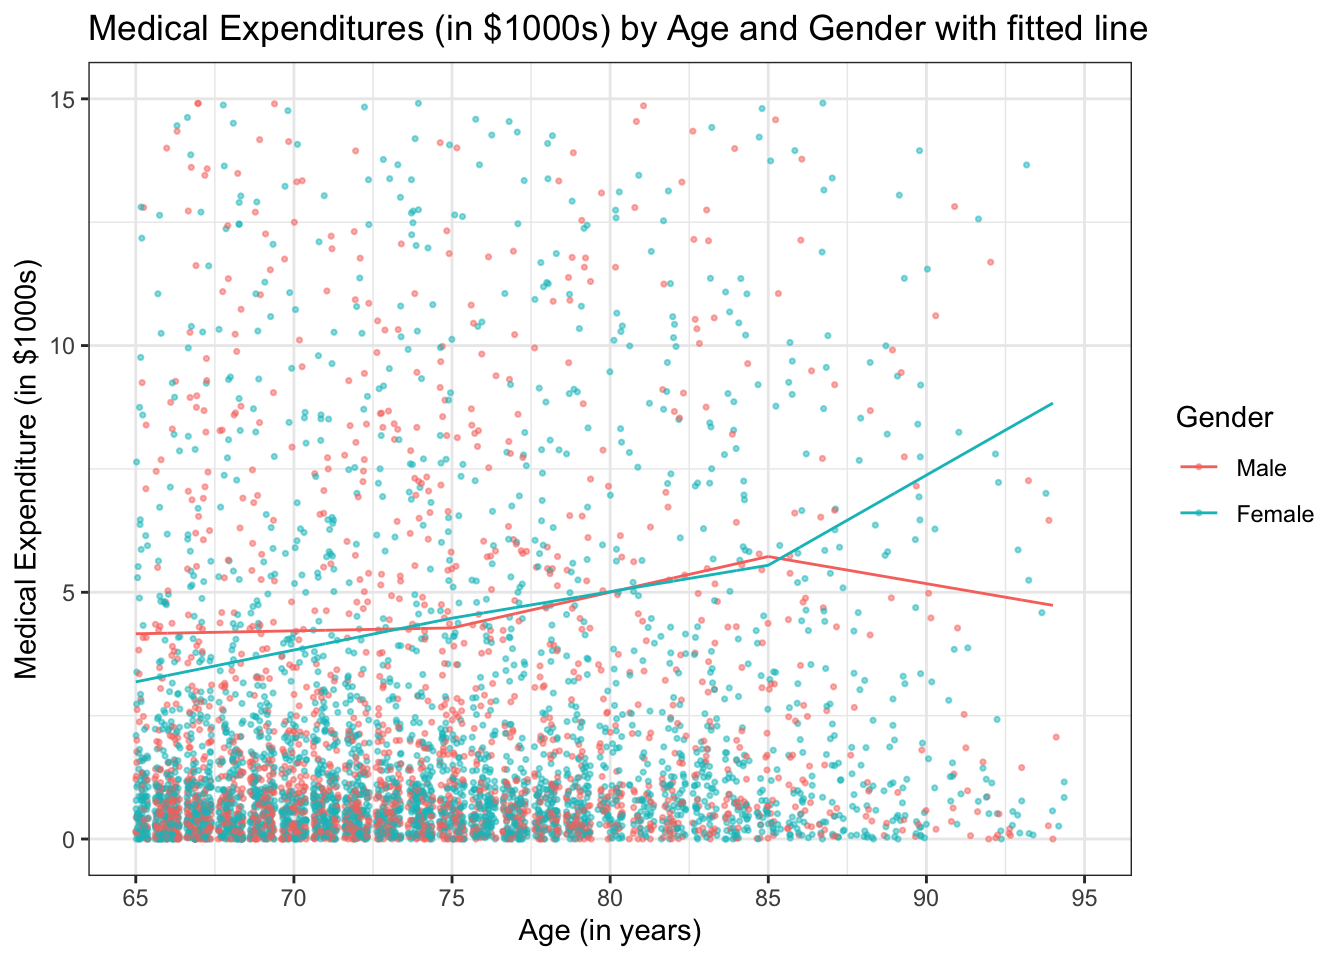 Medical Expenditures (in $1000s) by Age and Gender with fitted line
15
10
5
0
Medical Expenditure (in $1000s)
65 70 75 80 85 90 95
Age (in years)
Gender
Male
Female